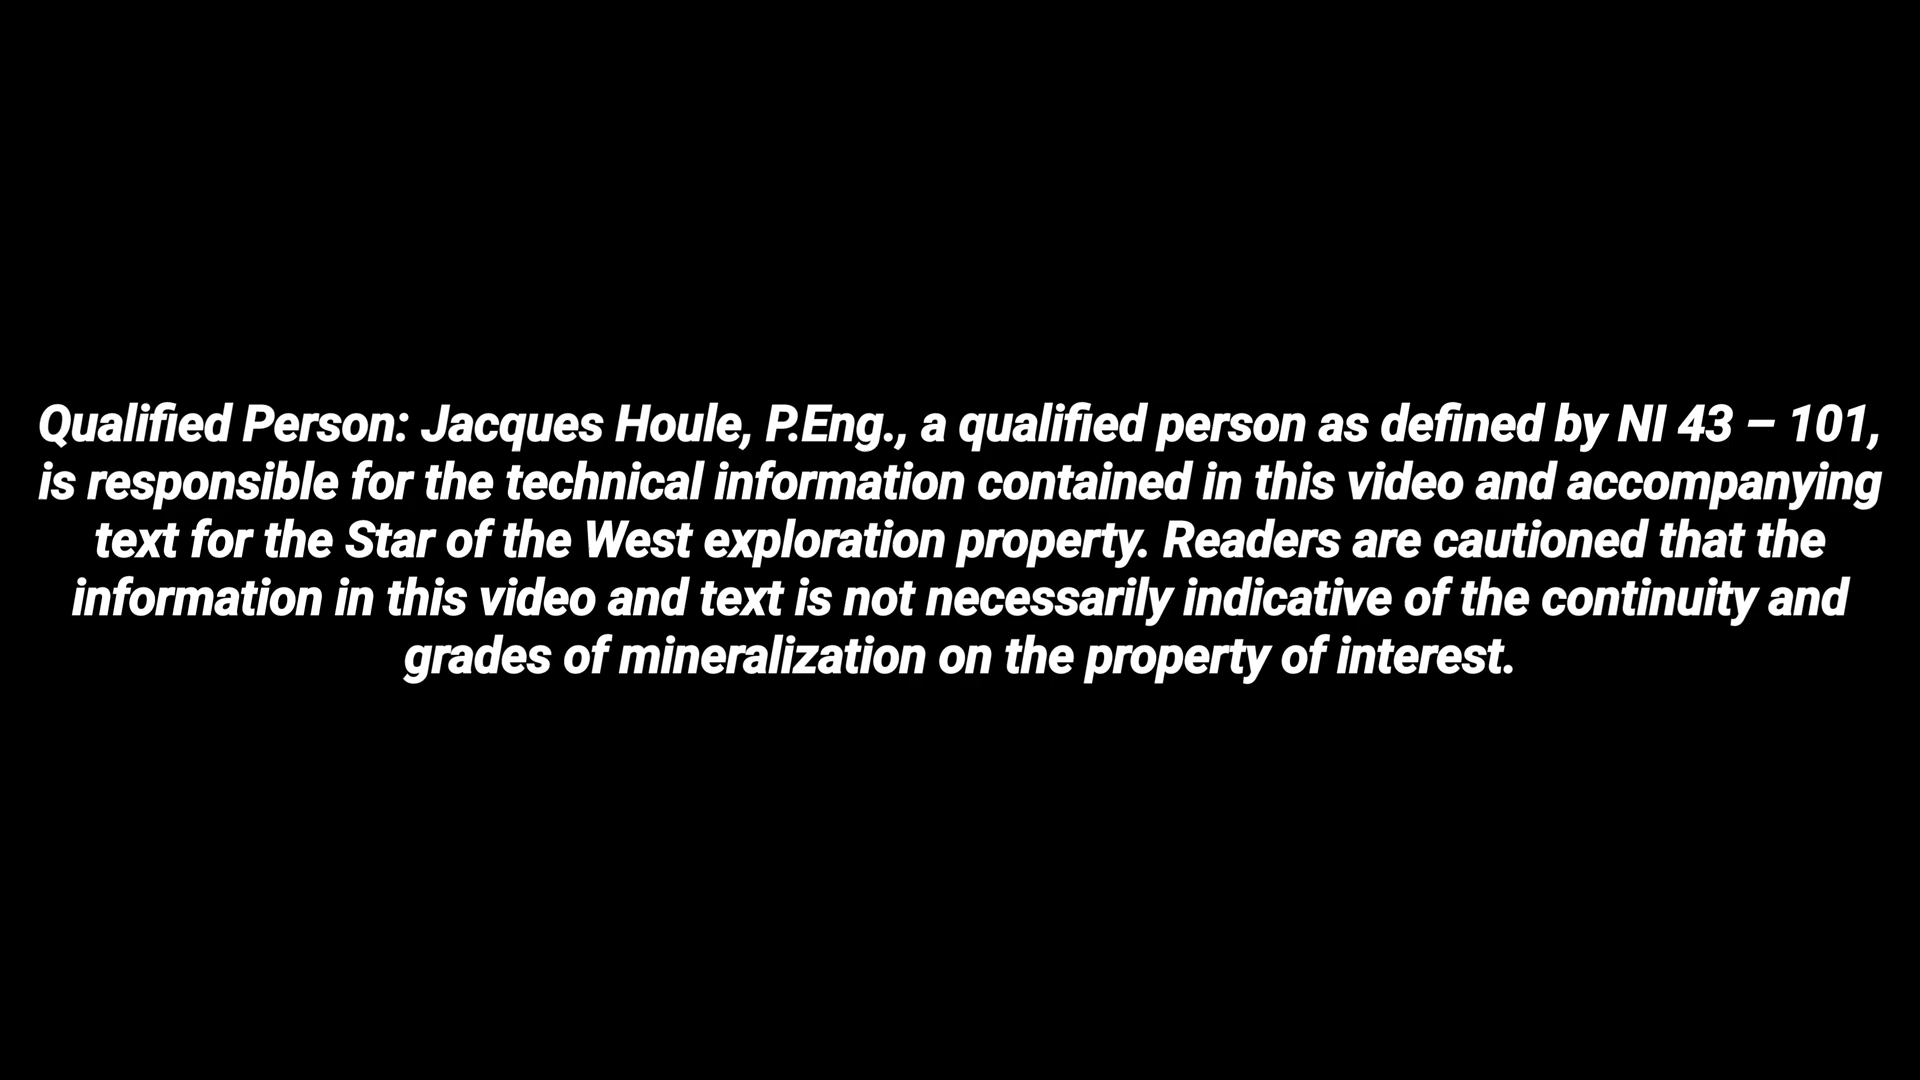 Qualified Person: Jacques Houle, P.Eng., a qualified person as defined by NI 43 – 101,
is responsible for the technical information contained in this video and accompanying
text for the Star of the West exploration property. Readers are cautioned that the
information in this video and text is not necessarily indicative of the continuity and
grades of mineralization on the property of interest.